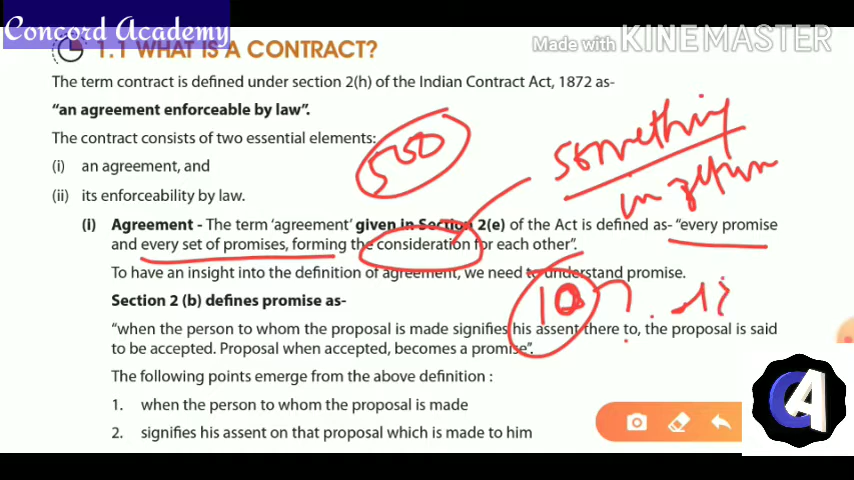 Concord Academy
1.1 WHAT IS A CONTRACT?
Made with KINEMASTER
The term contract is defined under section 2(h) of the Indian Contract Act, 1872 as-
“an agreement enforceable by law”.
The contract consists of two essential elements:
(i) an agreement, and
(ii) its enforceability by law.
500
something
in return
(i) Agreement - The term ‘agreement’ given in Section 2(e) of the Act is defined as- “every promise
and every set of promises, forming the consideration for each other”.
To have an insight into the definition of agreement, we need to understand promise.
Section 2 (b) defines promise as-
10
“when the person to whom the proposal is made signifies his assent there to, the proposal is said
to be accepted. Proposal when accepted, becomes a promise”.
The following points emerge from the above definition :
1. when the person to whom the proposal is made
2. signifies his assent on that proposal which is made to him
CA